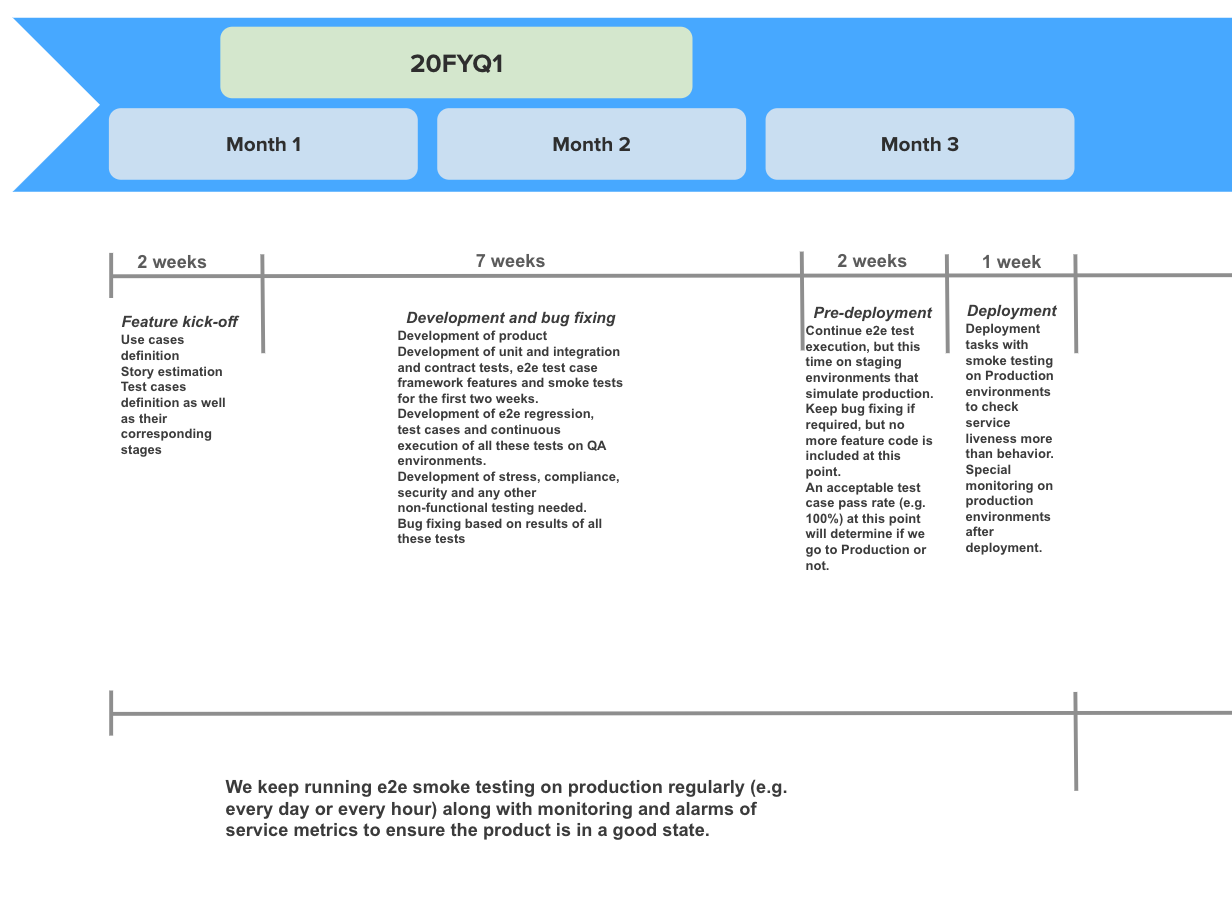 20FYQ1
Month 1
Month 2
Month 3
2 weeks
7 weeks
2 weeks
1 week
Feature kick-off
Use cases
definition
Story estimation
Test cases
definition as well
as their
corresponding
stages
Development and bug fixing
Development of product
Development of unit and integration
and contract tests, e2e test case
framework features and smoke tests
for the first two weeks.
Development of e2e regression,
test cases and continuous
execution of all these tests on QA
environments.
Development of stress, compliance,
security and any other
non-functional testing needed.
Bug fixing based on results of all
these tests
Pre-deployment
Continue e2e test
execution, but this
time on staging
environments that
simulate production.
Keep bug fixing if
required, but no
more feature code is
included at this
point.
An acceptable test
case pass rate (e.g.
100%) at this point
will determine if we
go to Production or
not.
Deployment
Deployment
tasks with
smoke testing
on Production
environments
to check
service
liveness more
than behavior.
Special
monitoring on
production
environments
after
deployment.
We keep running e2e smoke testing on production regularly (e.g.
every day or every hour) along with monitoring and alarms of
service metrics to ensure the product is in a good state.